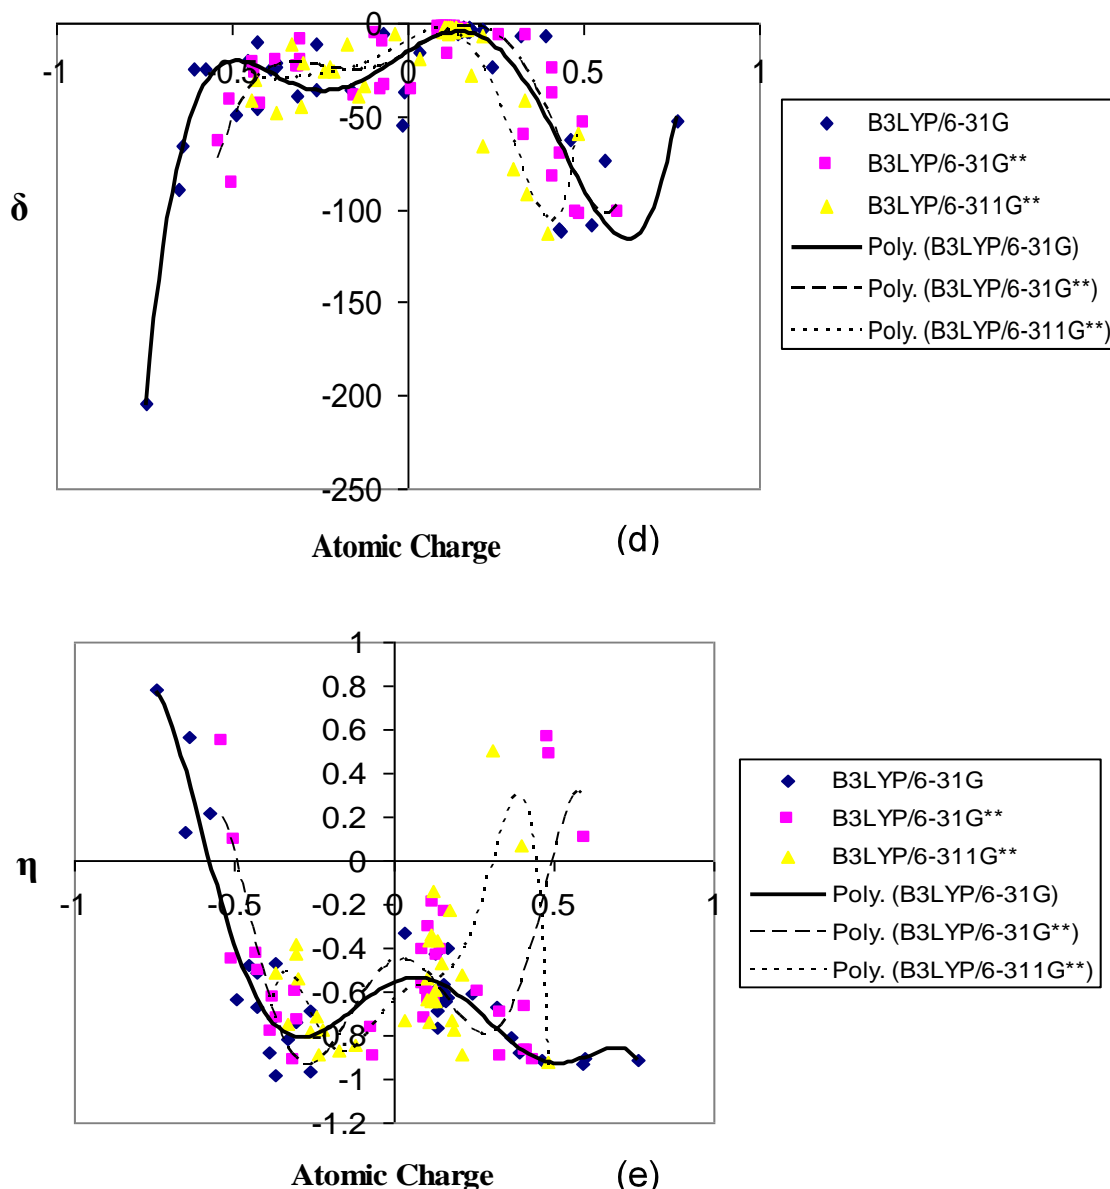 0
-1
-0.5
0
0.5
1
-50
-100
-150
-200
-250
δ
Atomic Charge
(d)
B3LYP/6-31G
B3LYP/6-31G**
B3LYP/6-311G**
Poly. (B3LYP/6-31G)
Poly. (B3LYP/6-31G**)
Poly. (B3LYP/6-311G**)
1
0.8
0.6
0.4
0.2
0
-0.2
-1
-0.5
0
0.5
1
-0.4
-0.6
-0.8
-1
-1.2
η
Atomic Charge
(e)
B3LYP/6-31G
B3LYP/6-31G**
B3LYP/6-311G**
Poly. (B3LYP/6-31G)
Poly. (B3LYP/6-31G**)
Poly. (B3LYP/6-311G**)